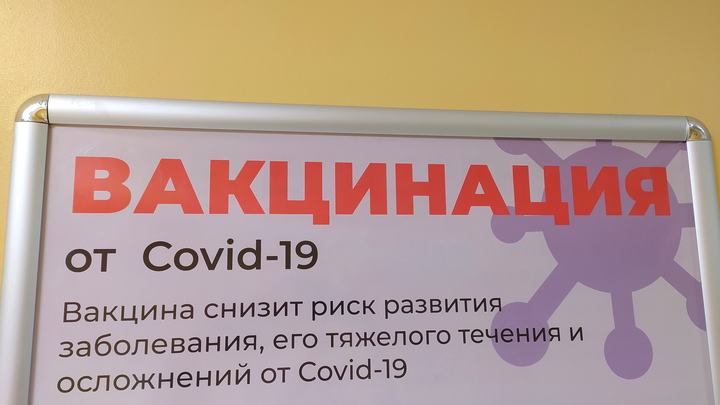 ВАКЦИНАЦИЯ
от Covid-19
Вакцина снизит риск развития
заболевания, его тяжелого течения и
осложнений от Covid-19